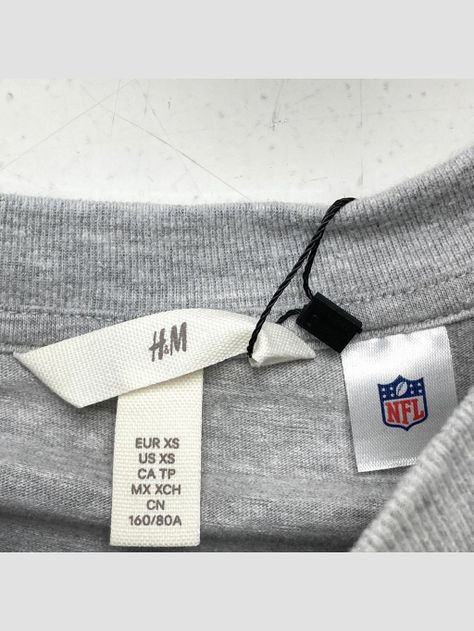 H&M
EUR XS
US XS
CA TP
MX XCH
CN
160/80A
NFL